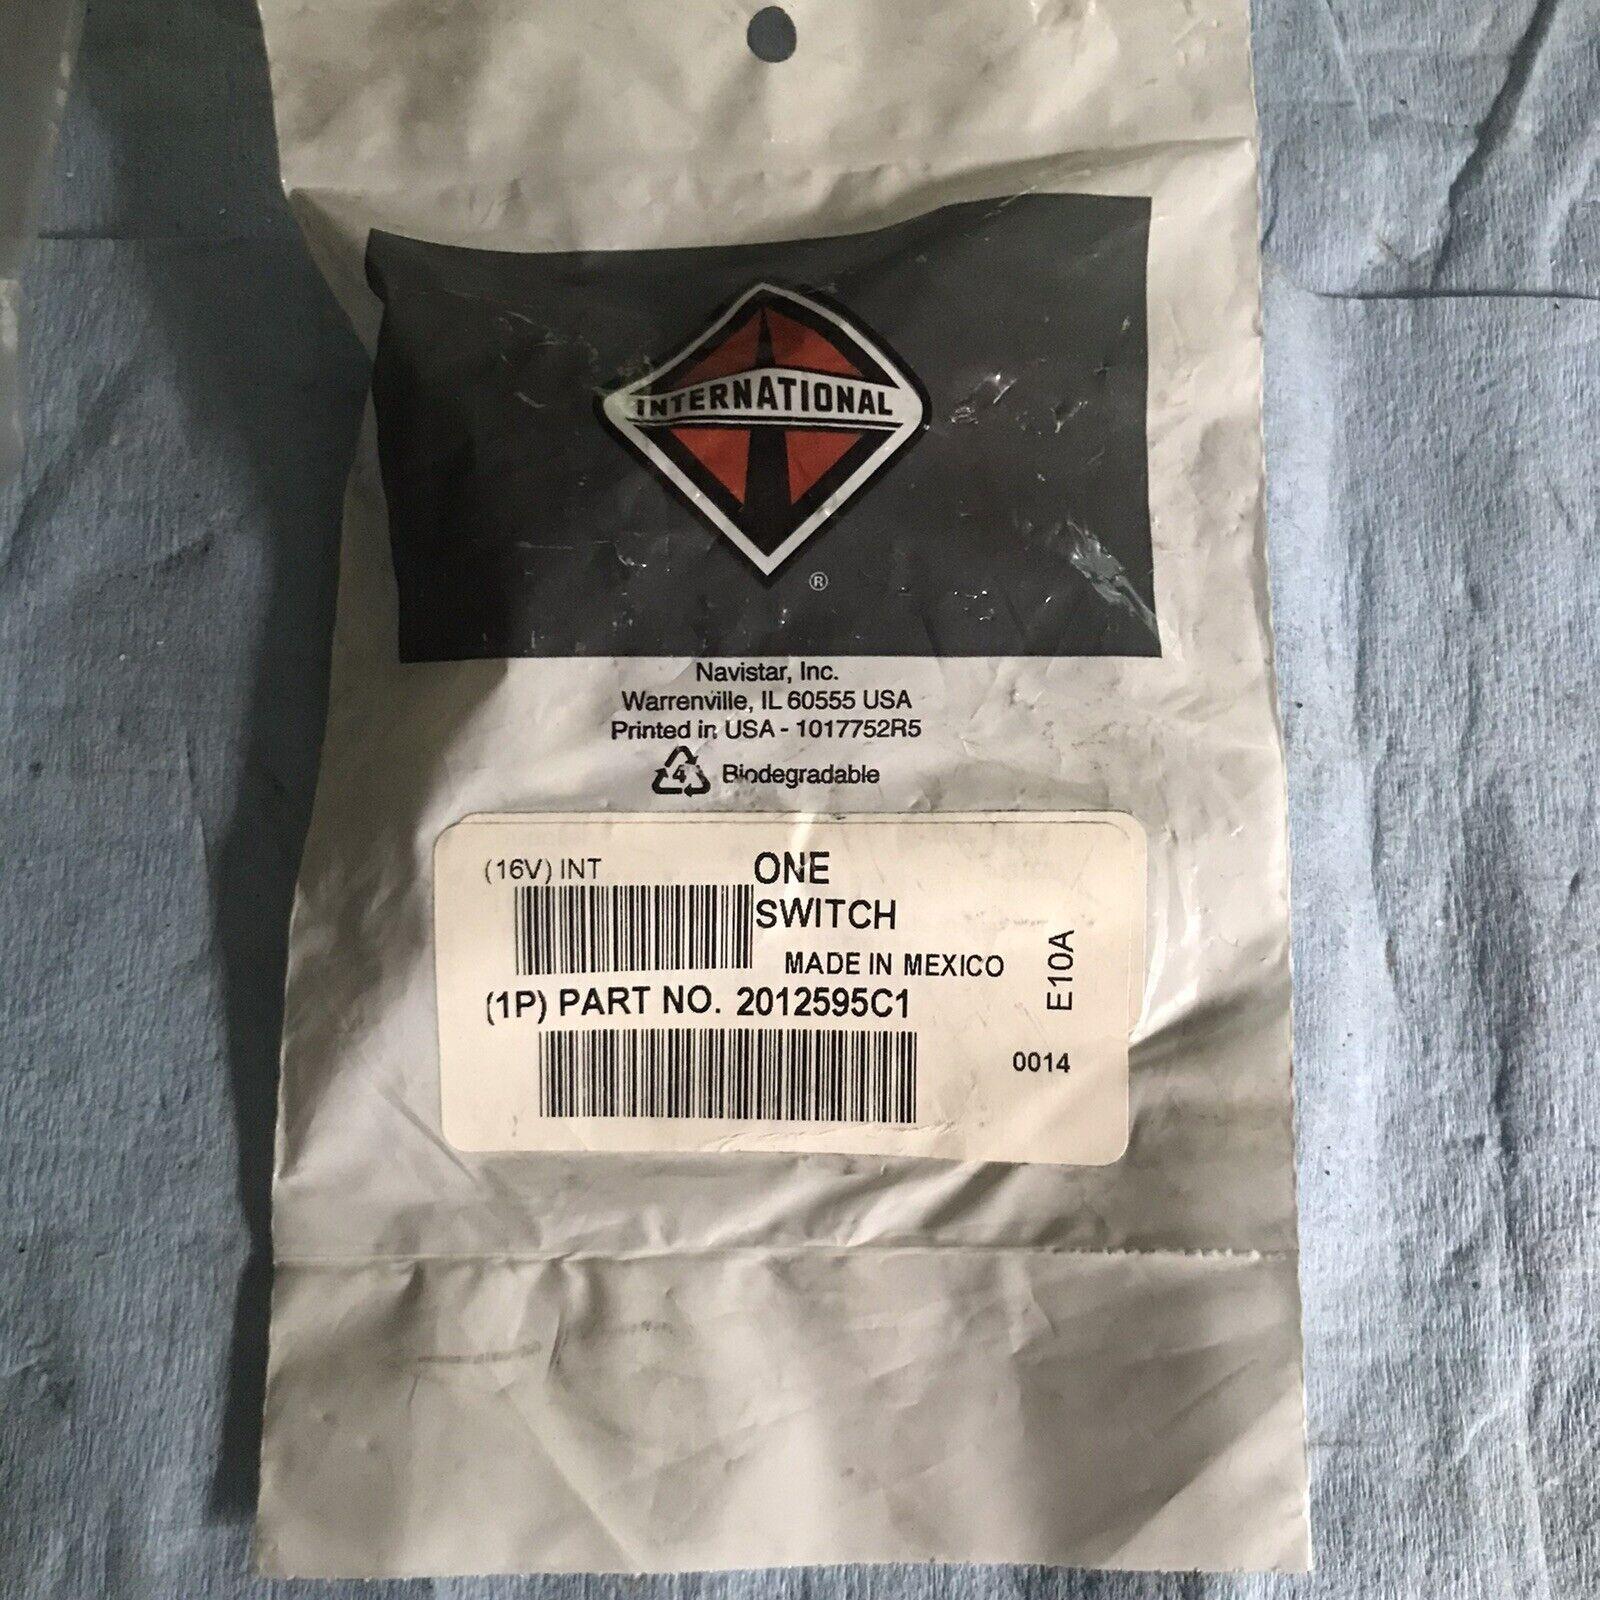 INTERNATIONAL
®
Navistar, Inc.
Warrenville, IL 60555 USA
Printed in USA - 1017752R5
4 Biodegradable
(16V) INT ONE
SWITCH
MADE IN MEXICO
(1P) PART NO. 2012595C1
E10A
0014